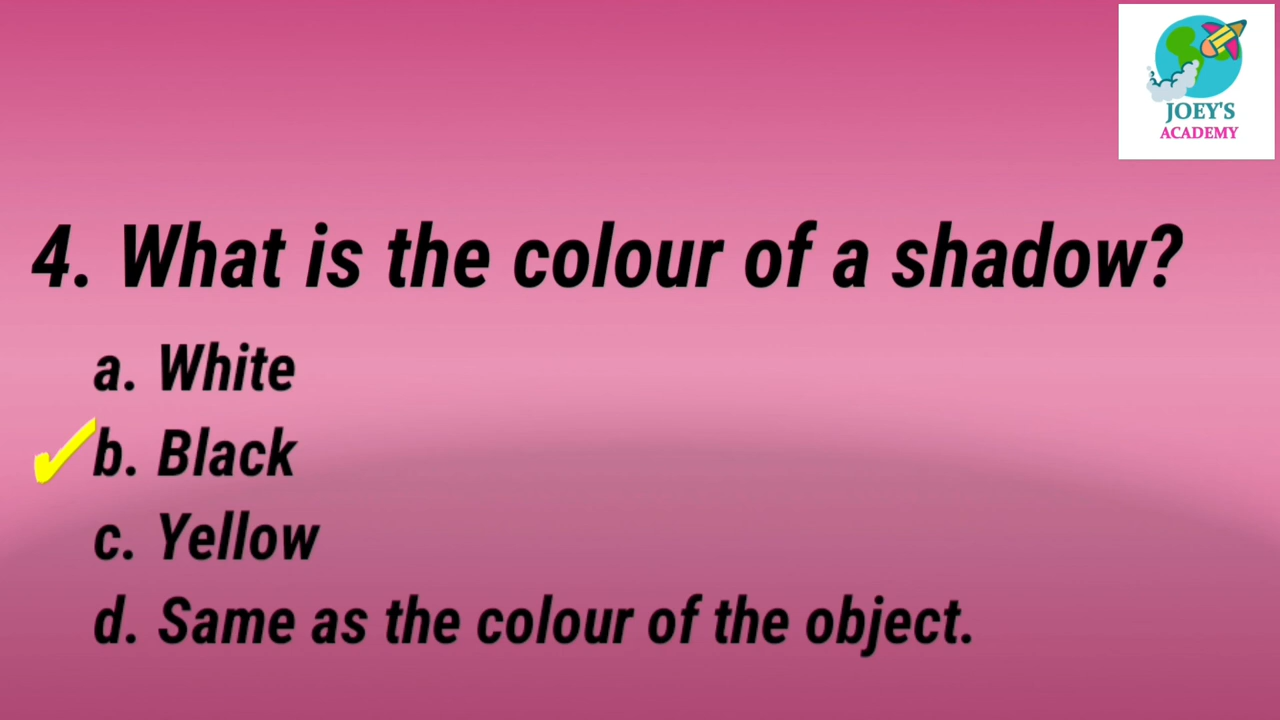 JOEY'S
ACADEMY
4. What is the colour of a shadow?
a. White
b. Black
c. Yellow
d. Same as the colour of the object.